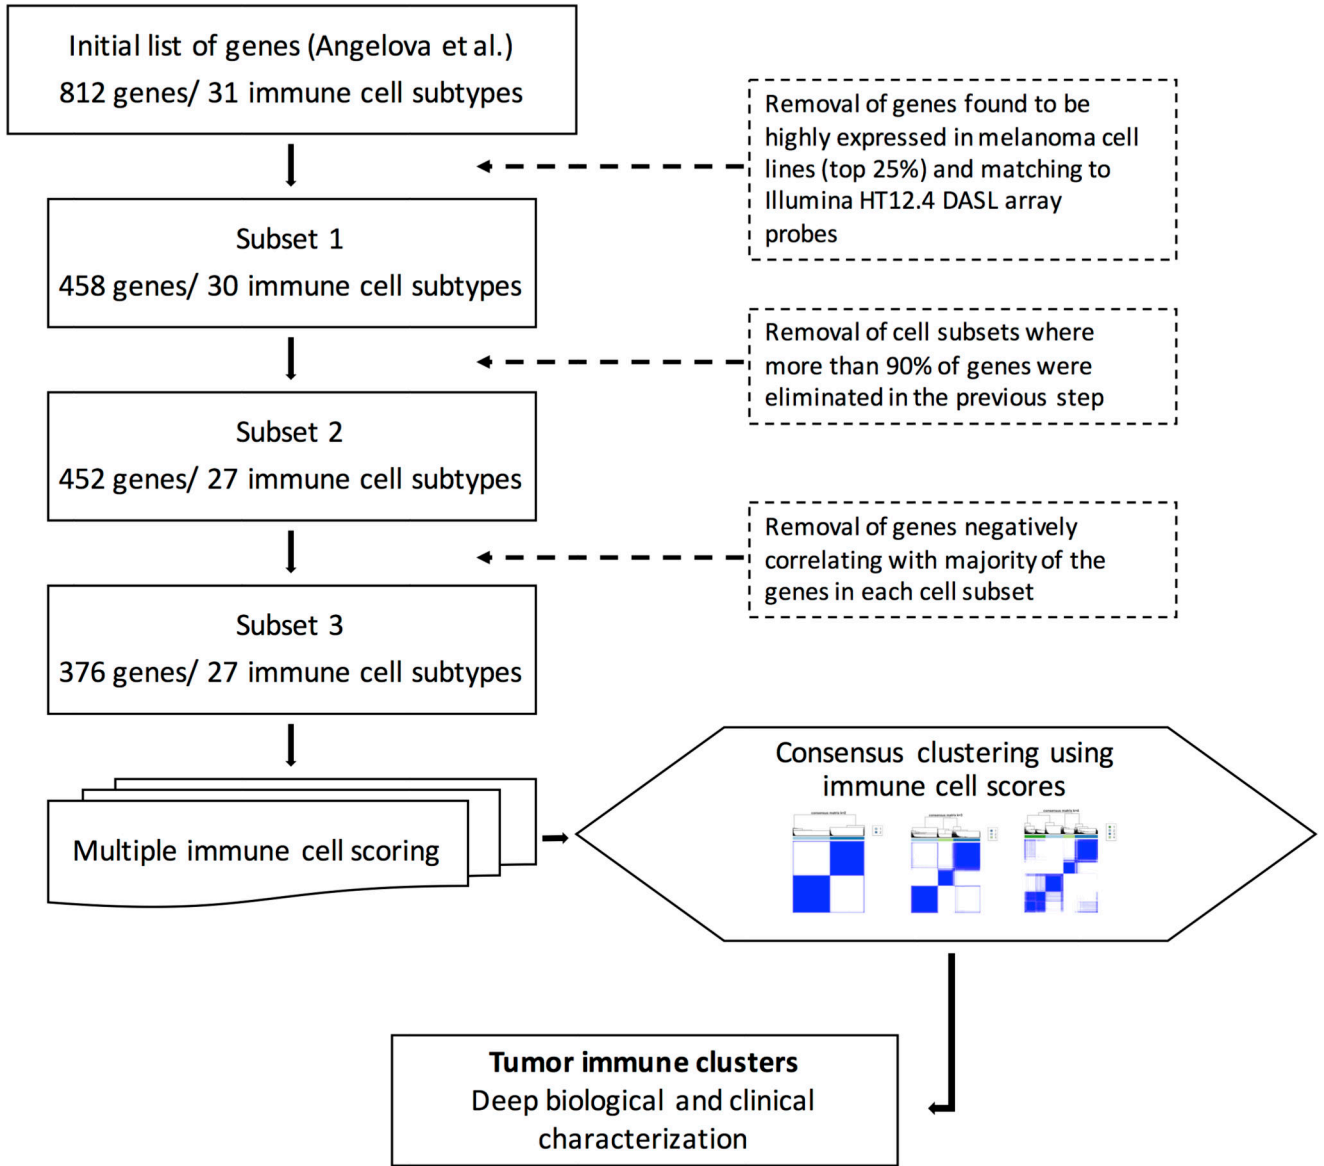 Initial list of genes (Angelova et al.)
812 genes/ 31 immune cell subtypes
Removal of genes found to be
highly expressed in melanoma cell
lines (top 25%) and matching to
Illumina HT12.4 DASL array
probes
Subset 1
458 genes/ 30 immune cell subtypes
Removal of cell subsets where
more than 90% of genes were
eliminated in the previous step
Subset 2
452 genes/ 27 immune cell subtypes
Removal of genes negatively
correlating with majority of the
genes in each cell subset
Subset 3
376 genes/ 27 immune cell subtypes
Multiple immune cell scoring
Consensus clustering using
immune cell scores
Tumor immune clusters
Deep biological and clinical
characterization